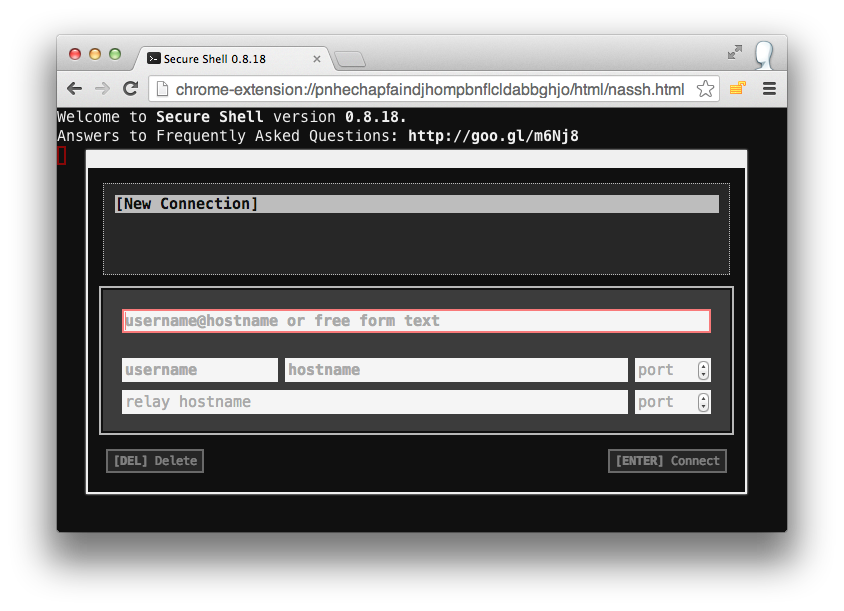 Secure Shell 0.8.18
chrome-extension://pnhechapfaindjhompbnflcldabbghjo/html/nassh.html
Welcome to Secure Shell version 0.8.18.
Answers to Frequently Asked Questions: http://goo.gl/m6Nj8
[New Connection]
username@hostname or free form text
username hostname port
relay hostname port
[DEL] Delete [ENTER] Connect